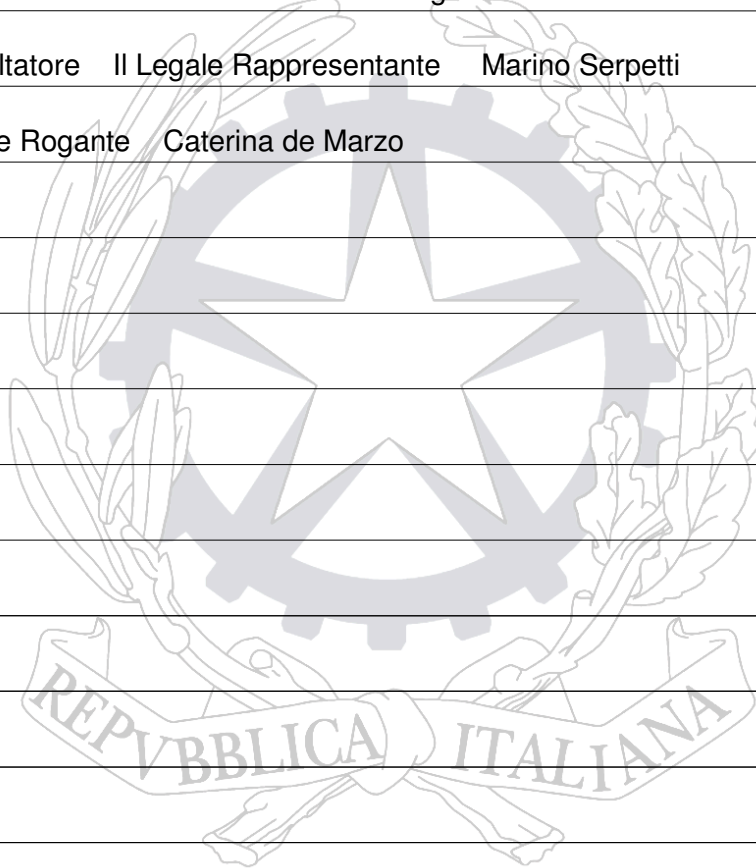 ltatore Il Legale Rappresentante Marino Serpetti
e Rogante Caterina de Marzo
REPVBBLICA ITALIANA